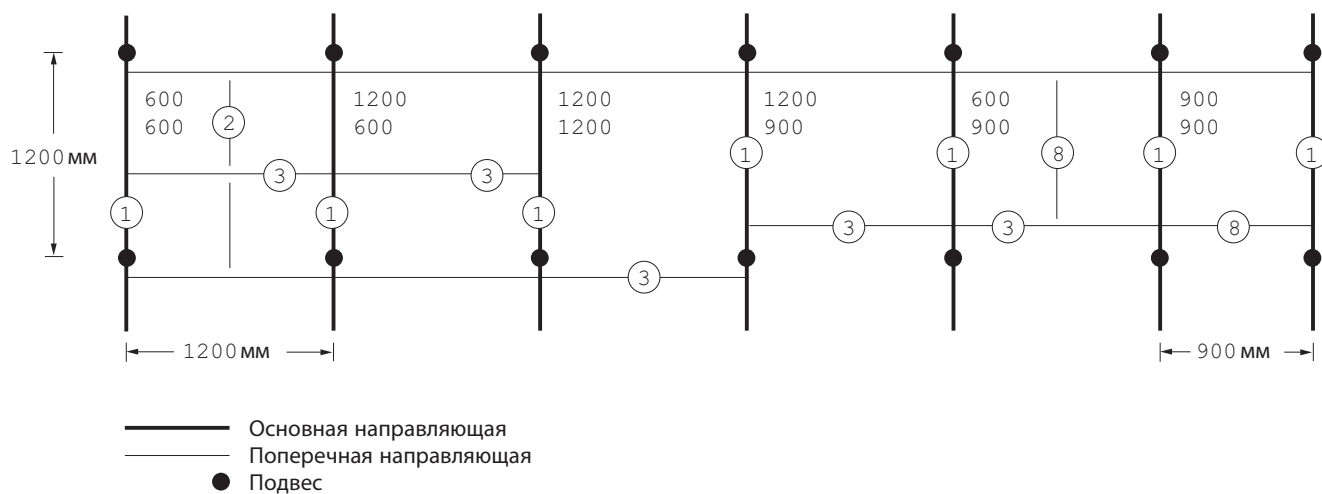 600 1200 1200 1200 600 900
600 2 600 1200 900 900 900
1200 мм
1 1 8 1 1
3 3
1 1 1
3 3 8
3
1200 мм
900 мм
Основная направляющая
Поперечная направляющая
Подвес